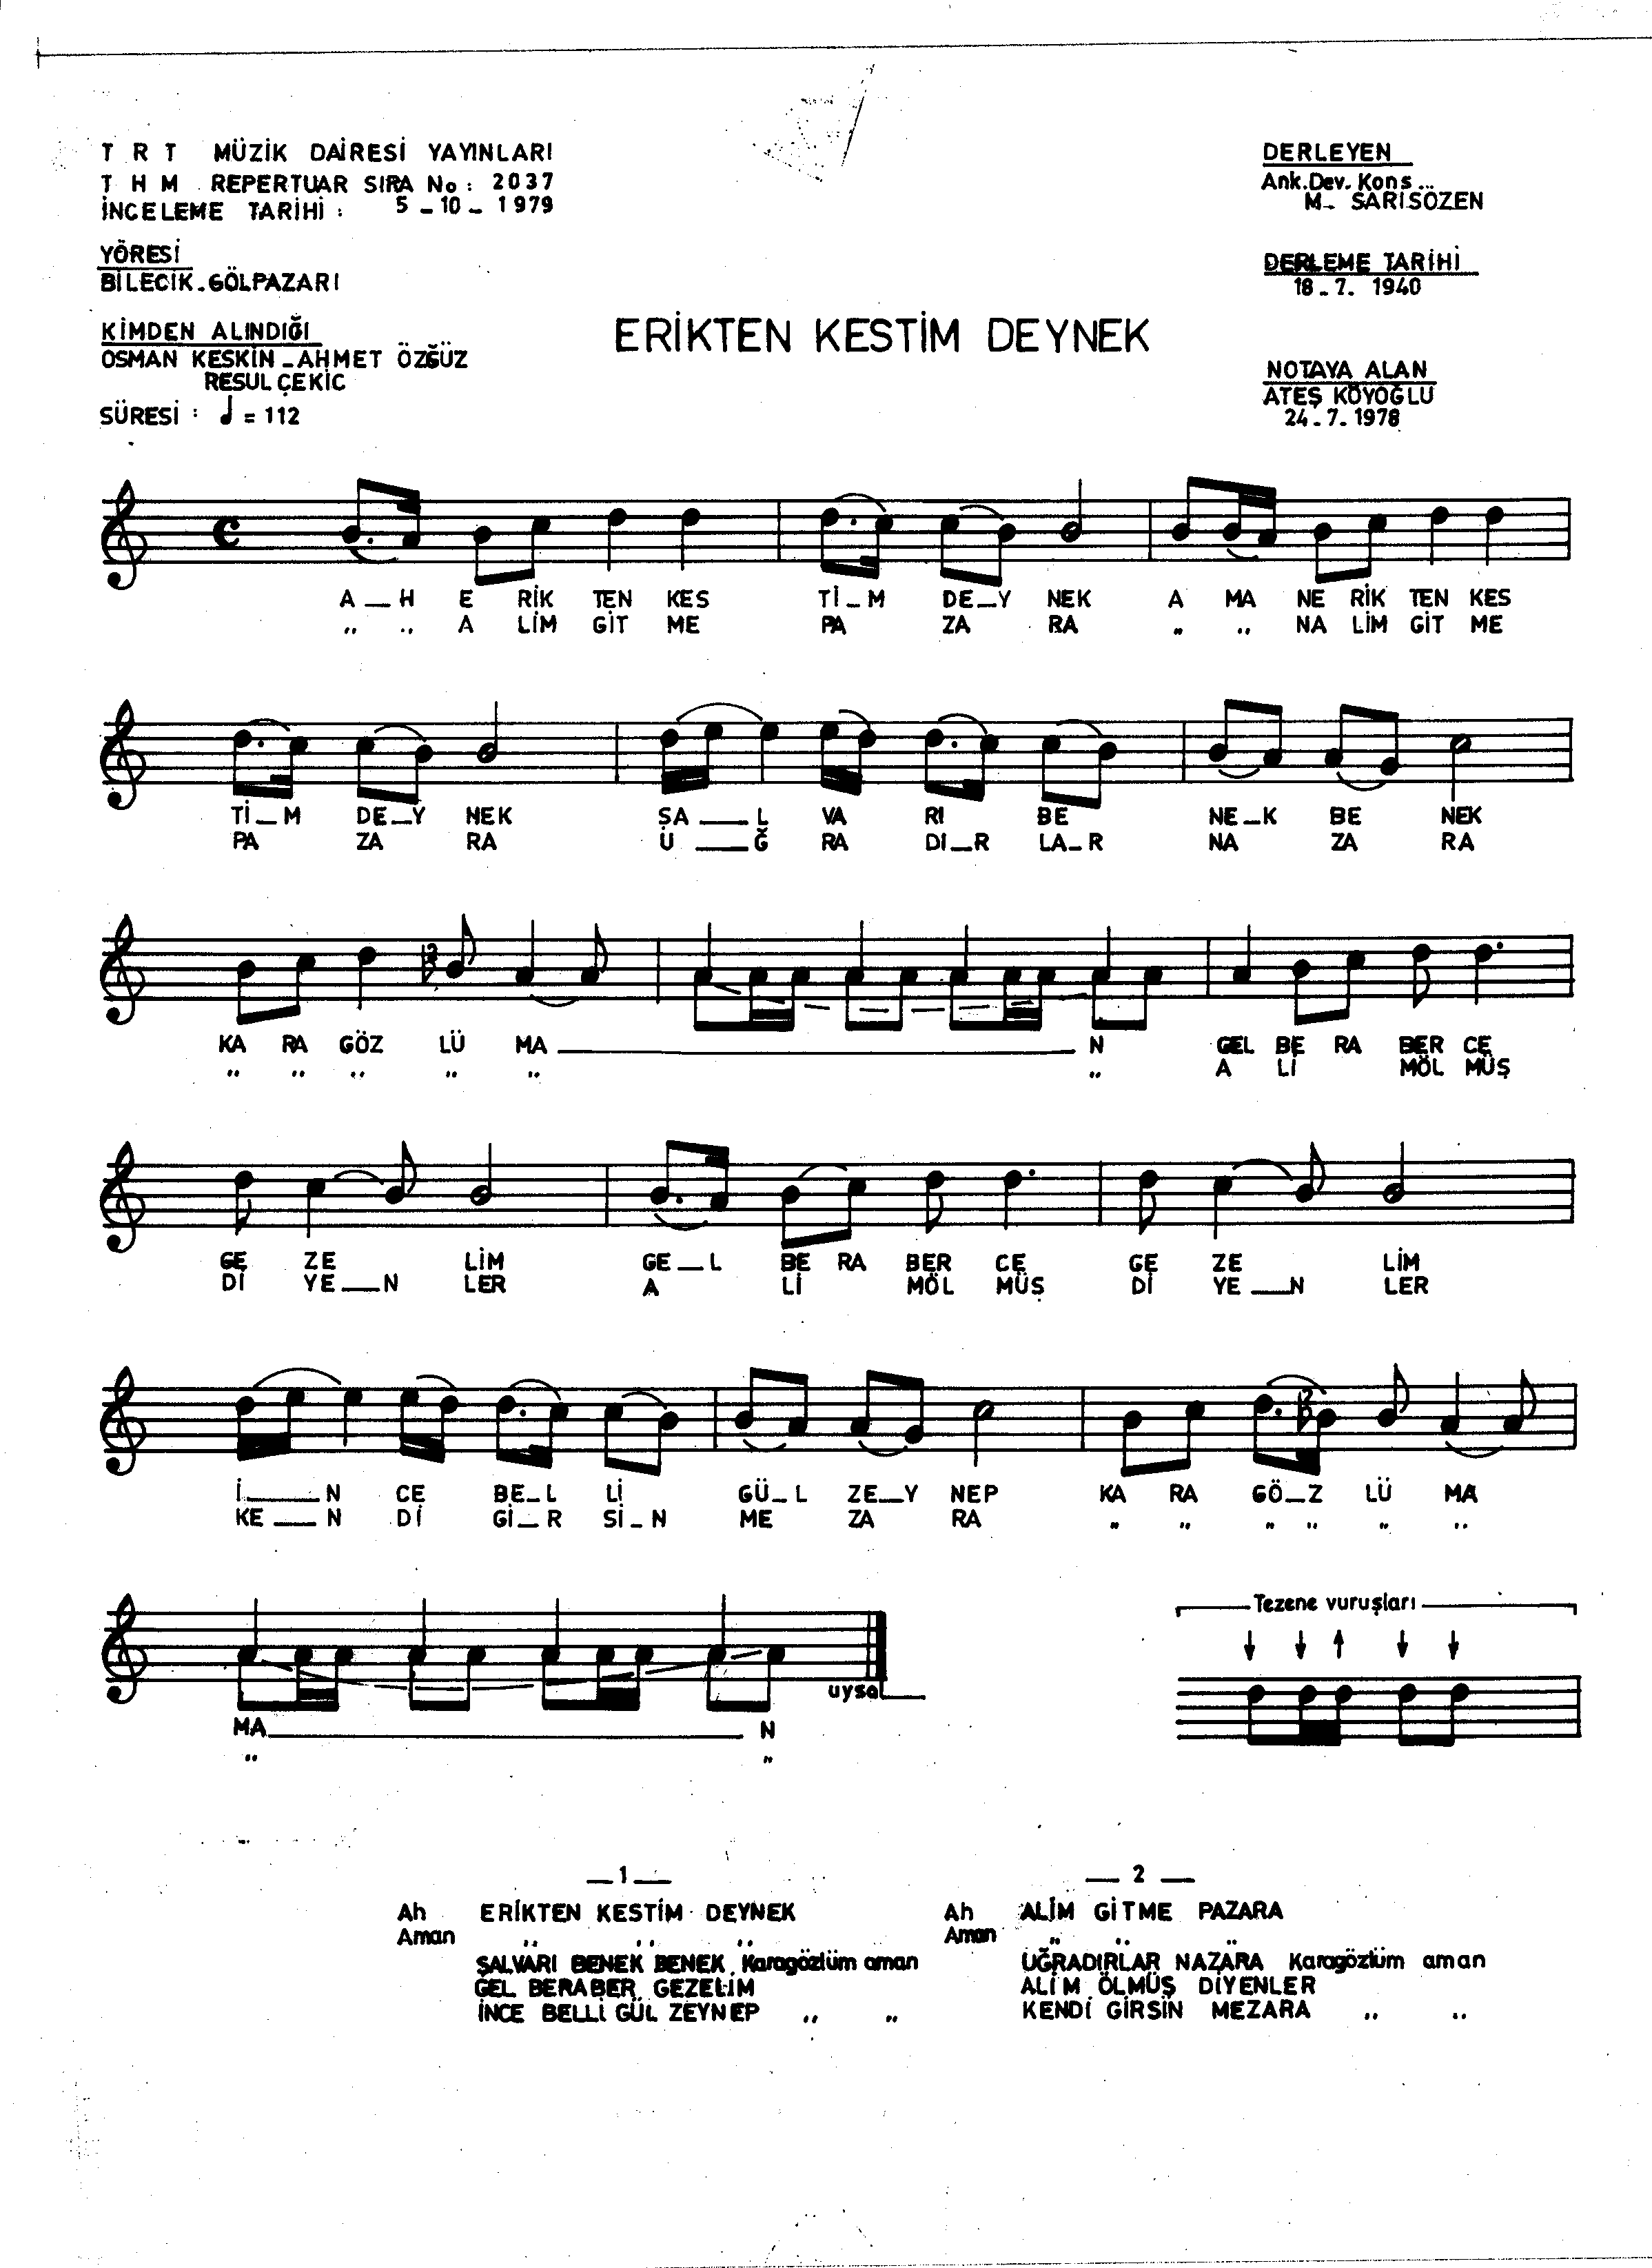 T R T MÜZİK DAİRESİ YAYINLARI
T H M REPERTUAR SIRA No : 2037
İNCELEME TARİHİ : 5 _ 10 _ 1979
YÖRESİ
BİLECİK _ GÖLPAZARI
KİMDEN ALINDIĞI
OSMAN KESKİN _ AHMET ÖZGÜZ
RESUL ÇEKİC
SÜRESİ : ♩ = 112
ERİKTEN KESTİM DEYNEK
DERLEYEN
Ank.Dev.Kons..
M_ SARISÖZEN
DERLEME TARİHİ
18 _ 7. 1940
NOTAYA ALAN
ATEŞ KÖYOĞLU
24 _ 7. 1978
A _ H E RİK TEN KES Tİ _ M DE _ Y NEK A MA NE RİK TEN KES
,, ,, A LİM GİT ME PA ZA RA ,, ,, NA LİM GİT ME
Tİ _ M DE _ Y NEK ŞA ___ L VA RI BE NE _ K BE NEK
PA ZA RA U ___ Ğ RA DI _ R LA _ R NA ZA RA
KA RA GÖZ LÜ MA ___ N GEL BE RA BER CE
,, ,, ,, ,, ,, ,, A Lİ MÖL MÜŞ
GE ZE LİM GE _ L BE RA BER CE GE ZE LİM
Dİ YE __ N LER A Lİ MÖL MÜŞ Dİ YE __ N LER
İ ___ N CE BE _ L Lİ GÜ _ L ZE _ Y NEP KA RA GÖ _ Z LÜ MA
KE __ N Dİ Gİ _ R Sİ _ N ME ZA RA ,, ,, ,, ,, ,, ,,
uysal
MA ___ N
,, ,,
Tezene vuruşları
_ 1 _
Ah ERİKTEN KESTİM DEYNEK
Aman ,, ,, ,,
ŞALVARI BENEK BENEK Karagözlüm aman
GEL BERABER GEZELİM
İNCE BELLİ GÜL ZEYNEP ,, ,,
_ 2 _
Ah ALİM GİTME PAZARA
Aman ,, ,, ,,
UĞRADIRLAR NAZARA Karagözlüm aman
ALİM ÖLMÜŞ DİYENLER
KENDİ GİRSİN MEZARA ,, ,,